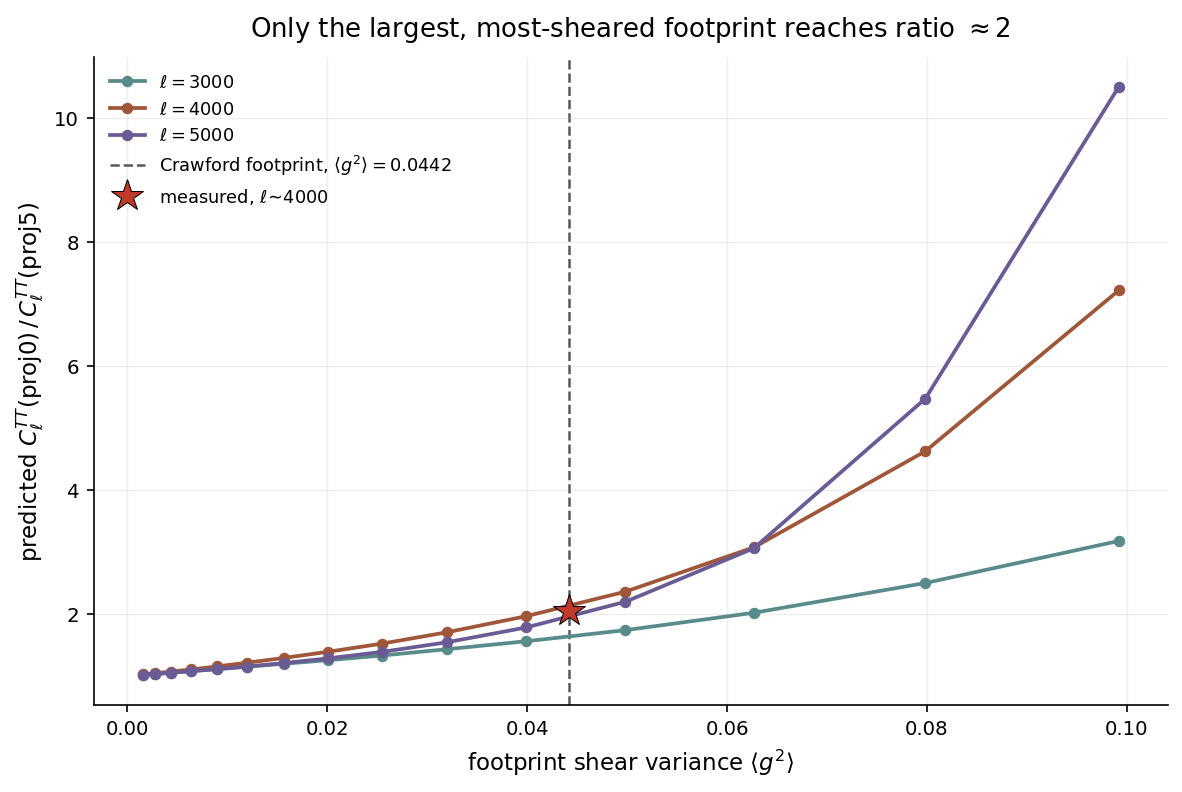 Only the largest, most-sheared footprint reaches ratio ≈2
ℓ = 3000
ℓ = 4000
ℓ = 5000
Crawford footprint, ⟨g²⟩ = 0.0442
measured, ℓ~4000
predicted C_ℓ^{TT}(proj0) / C_ℓ^{TT}(proj5)
10
8
6
4
2
0.00 0.02 0.04 0.06 0.08 0.10
footprint shear variance ⟨g²⟩